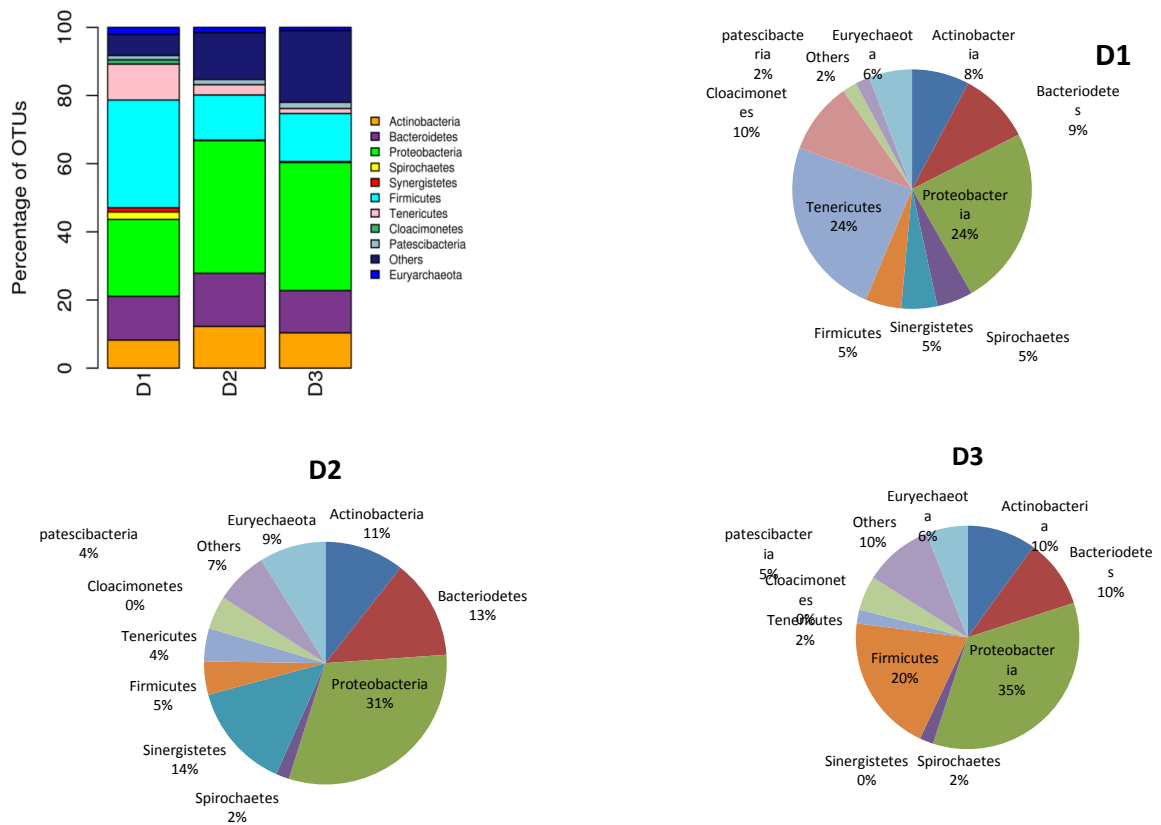 Percentage of OTUs
100
80
60
40
20
0
D1
D2
D3
Actinobacteria
Bacteroidetes
Proteobacteria
Spirochaetes
Synergistetes
Firmicutes
Tenericutes
Cloacimonetes
Patescibacteria
Others
Euryarchaeota
D1
patescibacte
ria
2%
Others
2%
Euryechaeot
a
6%
Actinobacter
ia
8%
Bacteriodete
s
9%
Cloacimonet
es
10%
Tenericutes
24%
Proteobacter
ia
24%
Firmicutes
5%
Sinergistetes
5%
Spirochaetes
5%
D2
patescibacteria
4%
Others
7%
Euryechaeota
9%
Actinobacteria
11%
Bacteriodetes
13%
Cloacimonetes
0%
Tenericutes
4%
Firmicutes
5%
Proteobacteria
31%
Sinergistetes
14%
Spirochaetes
2%
D3
patescibacter
ia
5%
Others
10%
Euryechaeot
a
6%
Actinobacteri
a
10%
Bacteriodete
s
10%
Cloacimonet
es
0%
Tenericutes
2%
Firmicutes
20%
Proteobacter
ia
35%
Sinergistetes
0%
Spirochaetes
2%